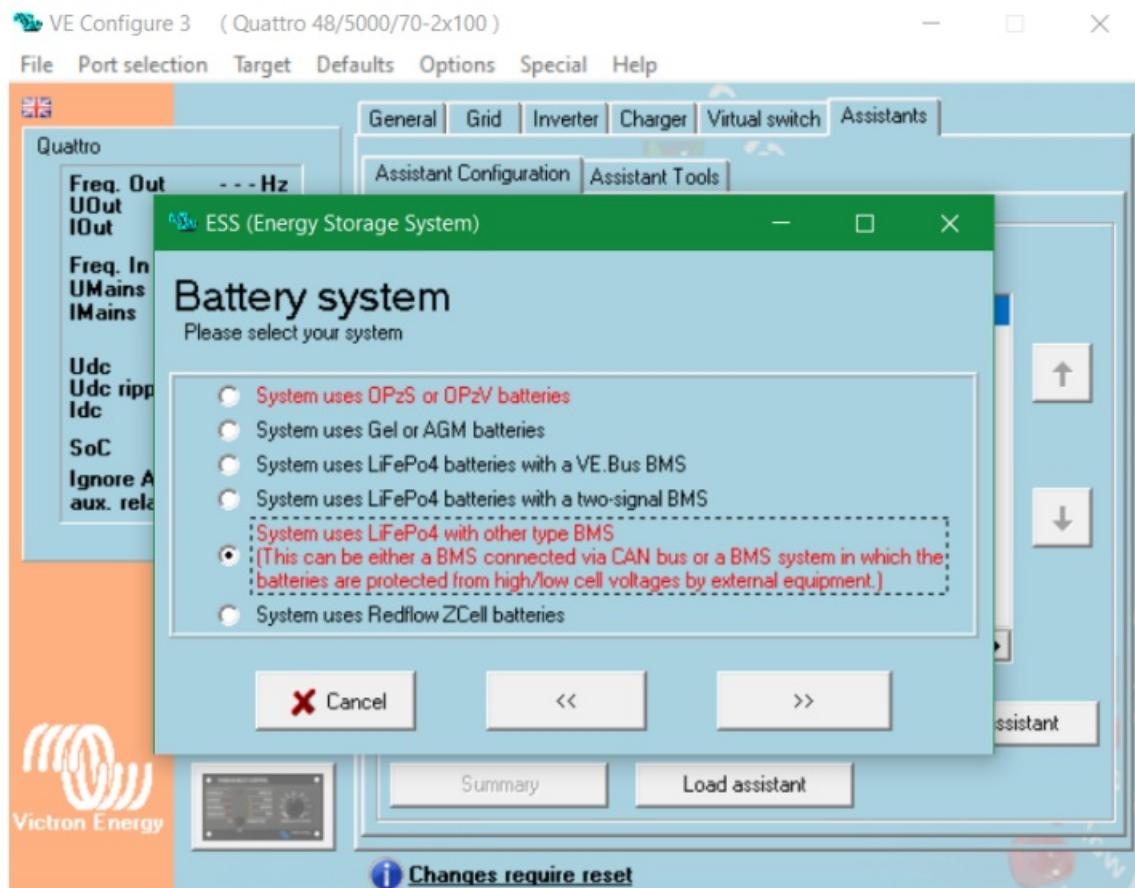 VE Configure 3 ( Quattro 48/5000/70-2x100 )
File Port selection Target Defaults Options Special Help
General Grid Inverter Charger Virtual switch Assistants
Quattro
Assistant Configuration Assistant Tools
Freq. Out - - - Hz
UOut
IOut
ESS (Energy Storage System)
Freq. In
UMains
IMains
Battery system
Please select your system
Udc
Udc ripp
Idc
SoC
Ignore A
aux. rela
System uses OPzS or OPzV batteries
System uses Gel or AGM batteries
System uses LiFePo4 batteries with a VE.Bus BMS
System uses LiFePo4 batteries with a two-signal BMS
System uses LiFePo4 with other type BMS
(This can be either a BMS connected via CAN bus or a BMS system in which the
batteries are protected from high/low cell voltages by external equipment.)
System uses Redflow ZCell batteries
Cancel << >>
ssistant
Summary Load assistant
Victron Energy
Changes require reset